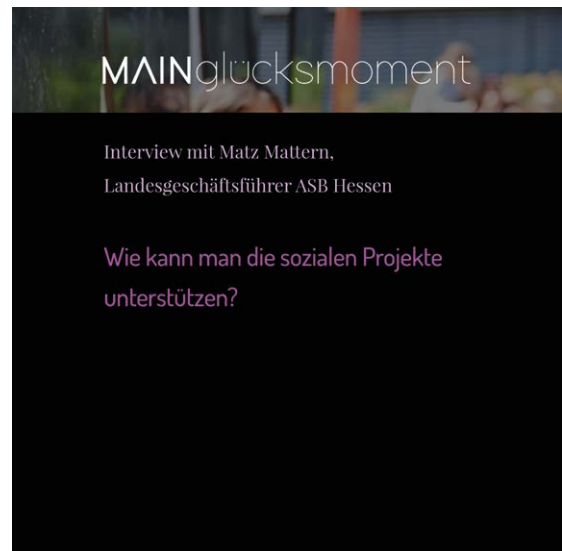 MAINglücksmoment
Interview mit Matz Mattern,
Landesgeschäftsführer ASB Hessen
Wie kann man die sozialen Projekte
unterstützen?